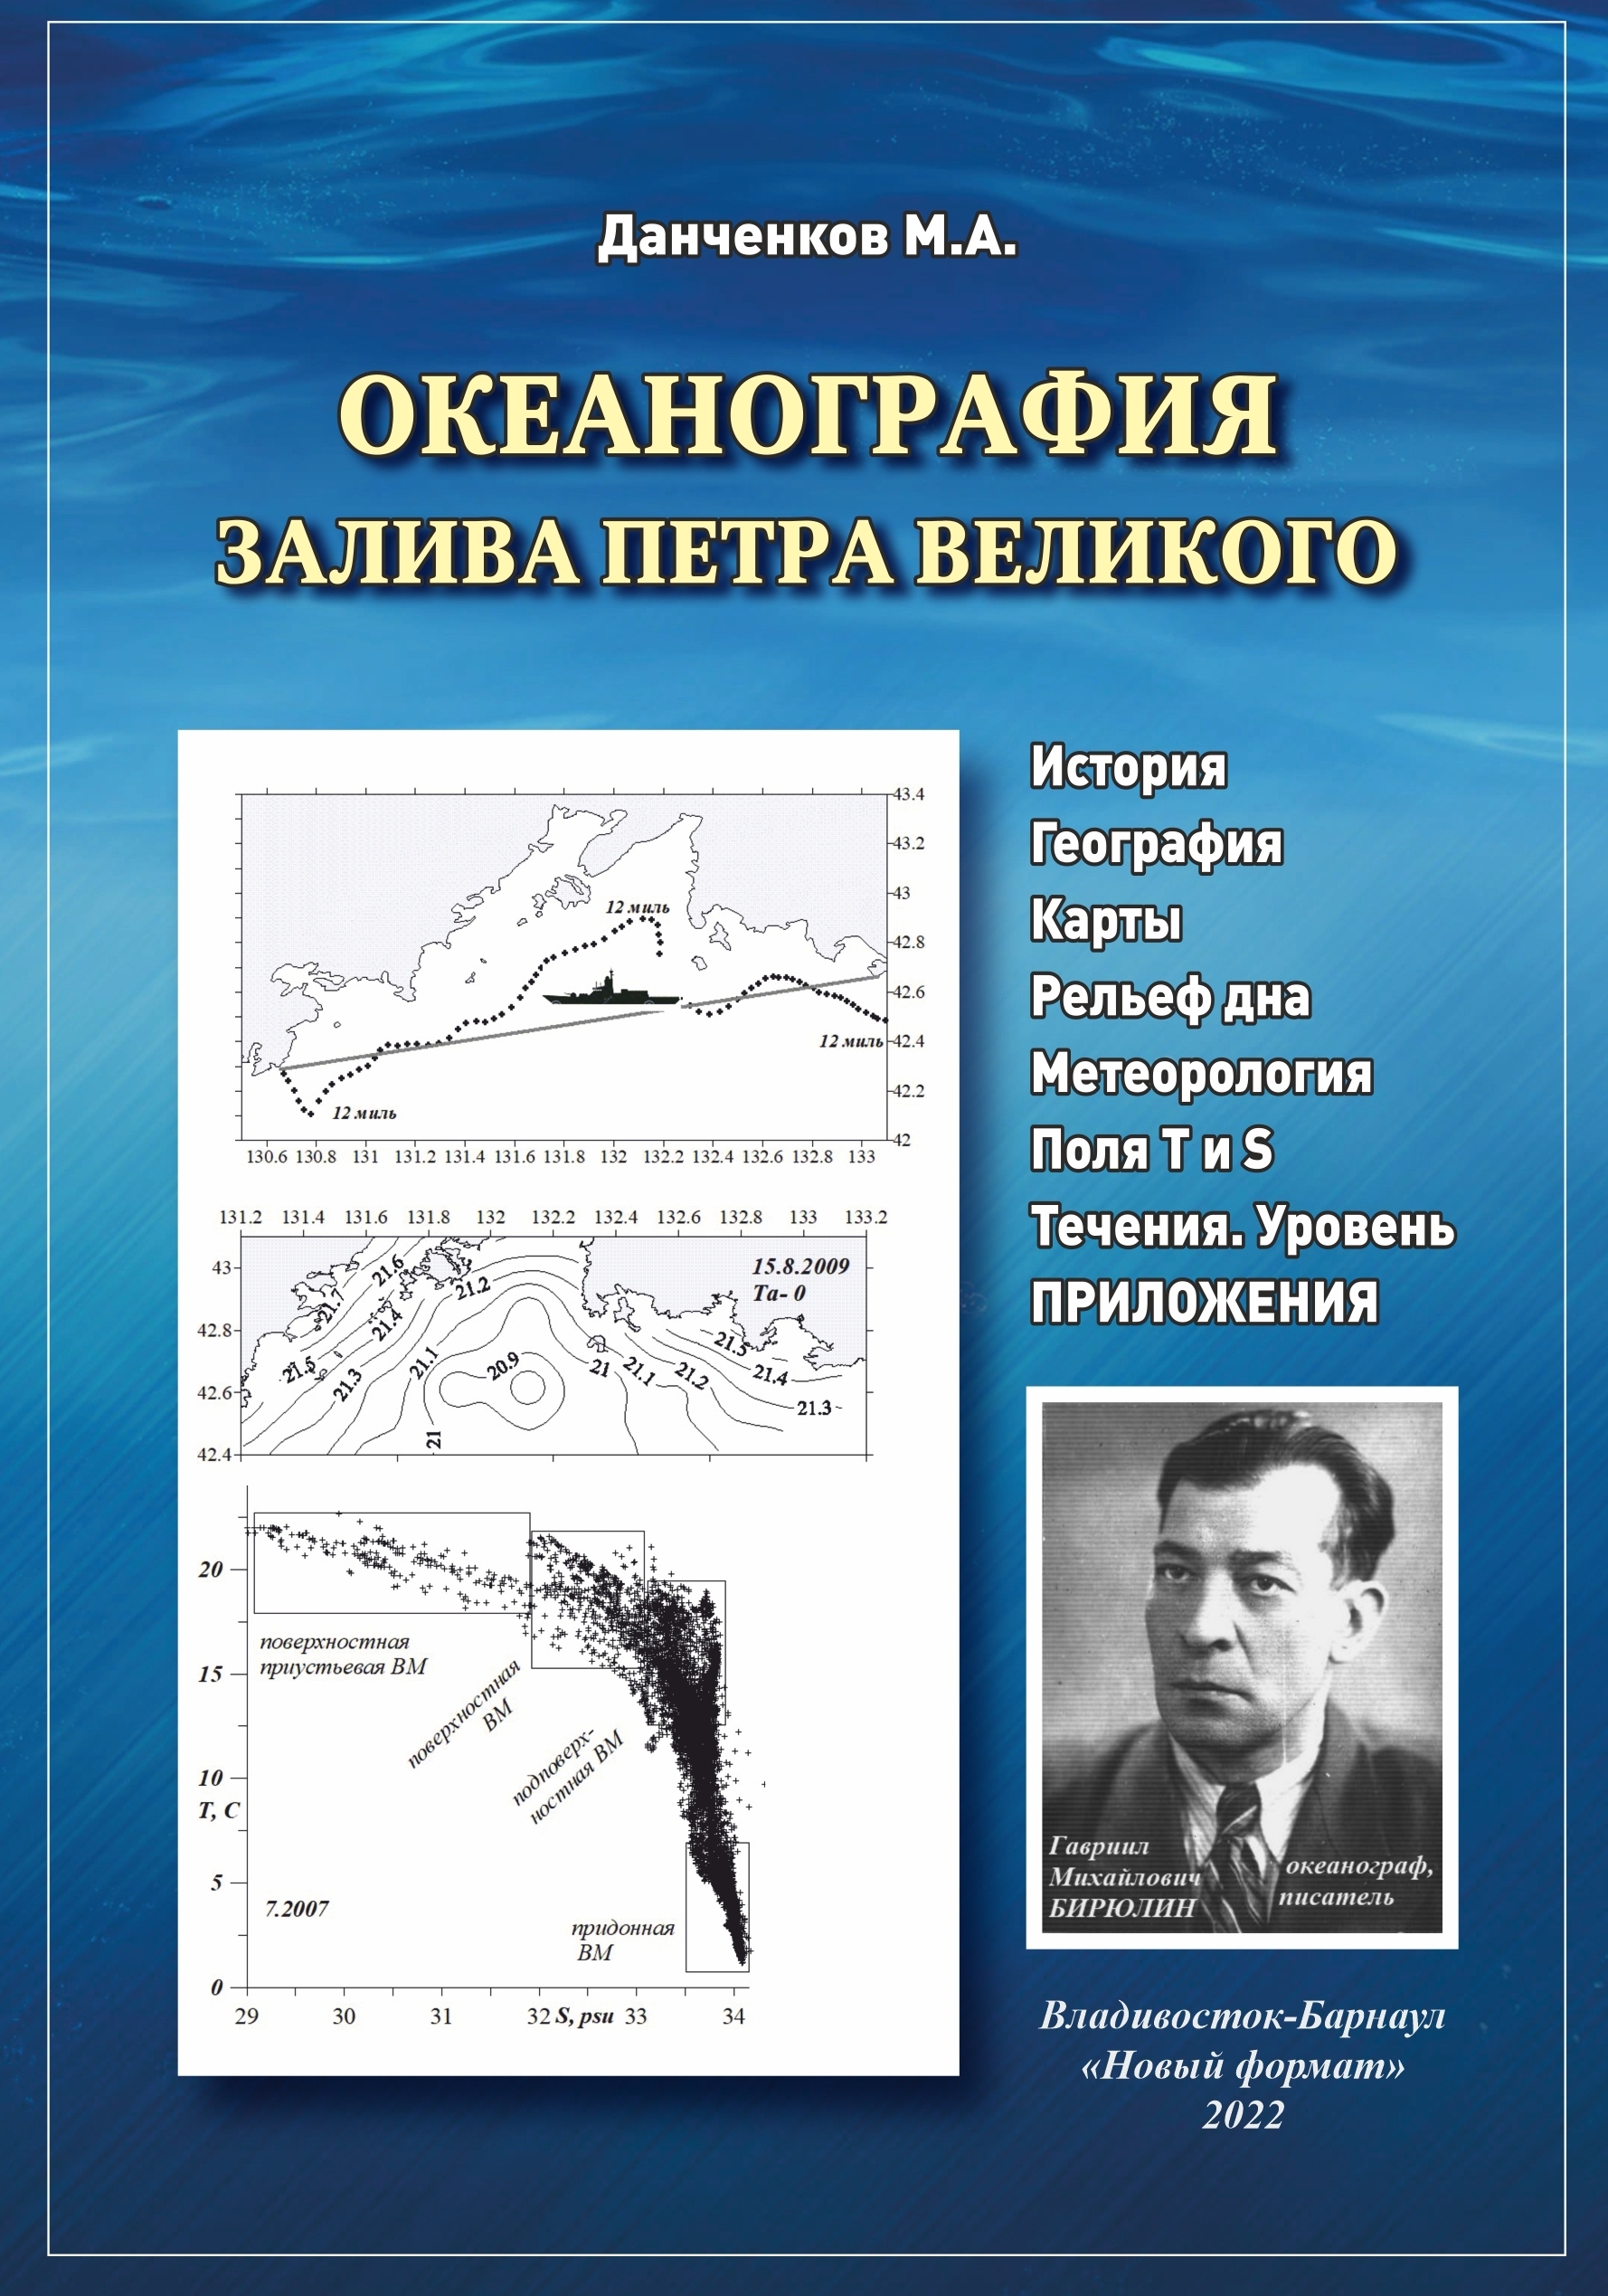 Данченков М.А.
ОКЕАНОГРАФИЯ
ЗАЛИВА ПЕТРА ВЕЛИКОГО
43.4
43.2
43
42.8
42.6
42.4
42.2
42
12 миль
12 миль
12 миль
130.6 130.8 131 131.2 131.4 131.6 131.8 132 132.2 132.4 132.6 132.8 133
131.2 131.4 131.6 131.8 132 132.2 132.4 132.6 132.8 133 133.2
43
42.8
42.6
42.4
15.8.2009
Ta- 0
21.6
21.7
21.4
21.2
21.5
21.3
21.1
20.9
21
21
21.1
21.2
21.5
21.4
21.3
20
15
10
T, C
5
0
поверхностная
приустьевая ВМ
поверхностная
ВМ
подповерх-
ностная ВМ
7.2007
придонная
ВМ
29 30 31 32 S, psu 33 34
История
География
Карты
Рельеф дна
Метеорология
Поля T и S
Течения. Уровень
ПРИЛОЖЕНИЯ
Гавриил
Михайлович
БИРЮЛИН
океанограф,
писатель
Владивосток-Барнаул
«Новый формат»
2022